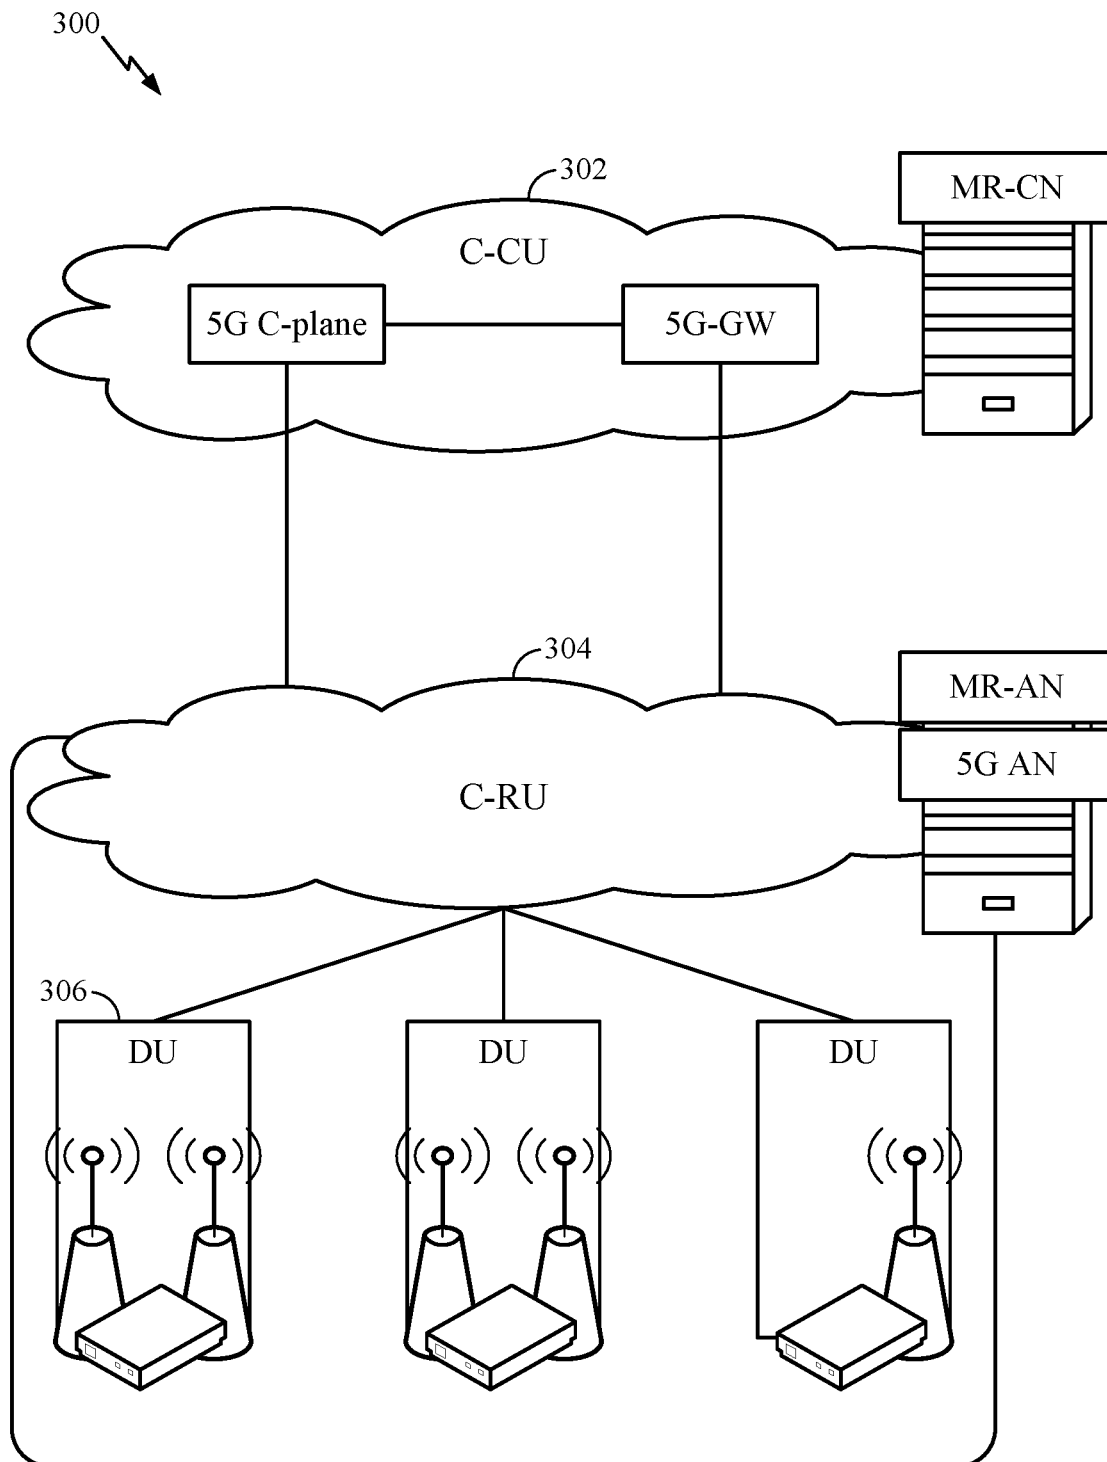 300
302
MR-CN
C-CU
5G C-plane
5G-GW
304
MR-AN
5G AN
C-RU
306
DU
DU
DU